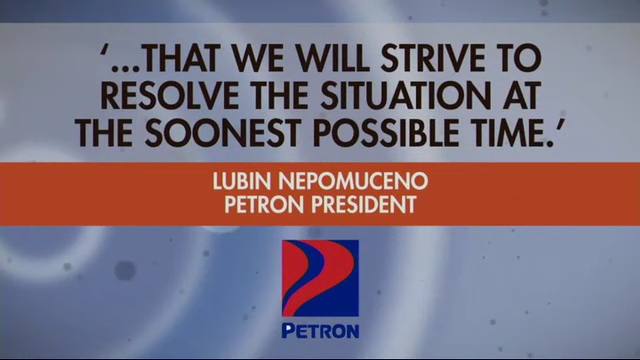 ‘...THAT WE WILL STRIVE TO
RESOLVE THE SITUATION AT
THE SOONEST POSSIBLE TIME.’
LUBIN NEPOMUCENO
PETRON PRESIDENT
PETRON